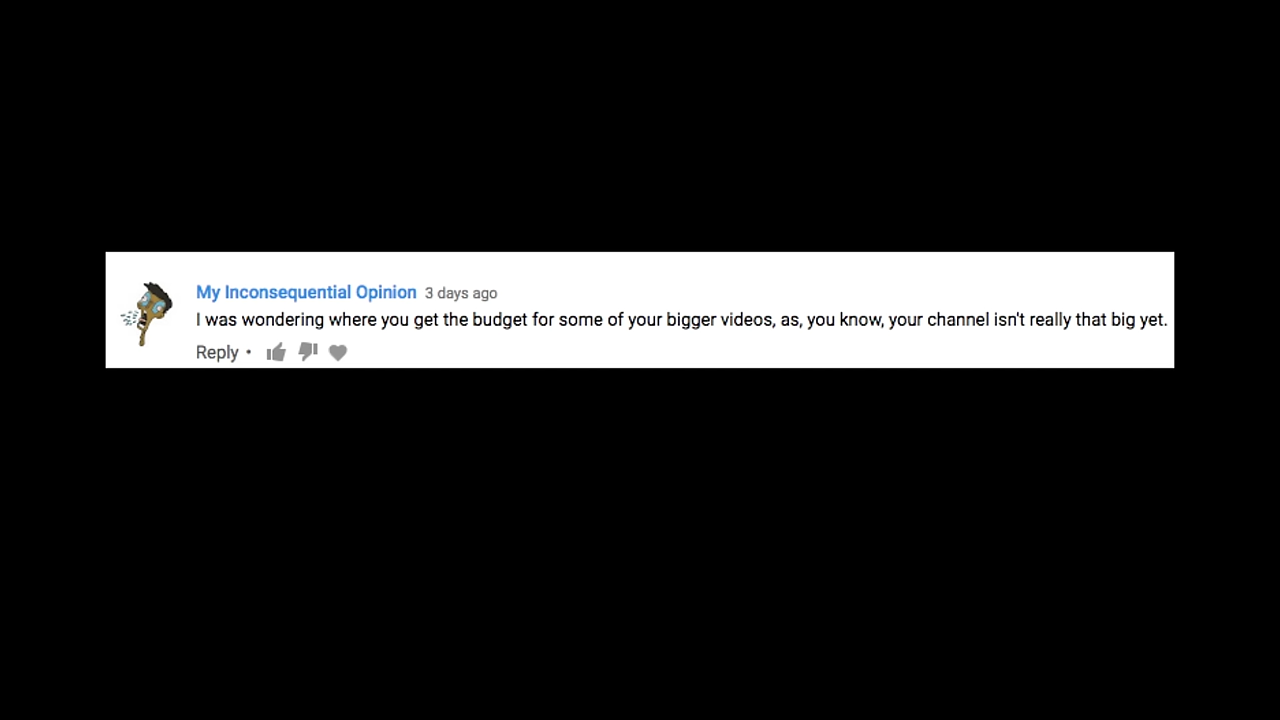 My Inconsequential Opinion 3 days ago
I was wondering where you get the budget for some of your bigger videos, as, you know, your channel isn't really that big yet.
Reply •